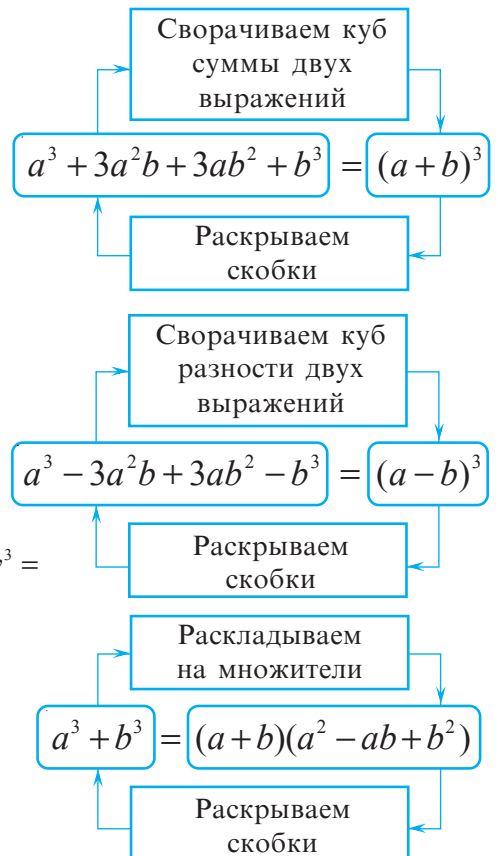 Сворачиваем куб
суммы двух
выражений
a³ + 3a²b + 3ab² + b³ = (a + b)³
Раскрываем
скобки
Сворачиваем куб
разности двух
выражений
a³ − 3a²b + 3ab² − b³ = (a − b)³
Раскрываем
скобки
³ =
Раскладываем
на множители
a³ + b³ = (a + b)(a² − ab + b²)
Раскрываем
скобки